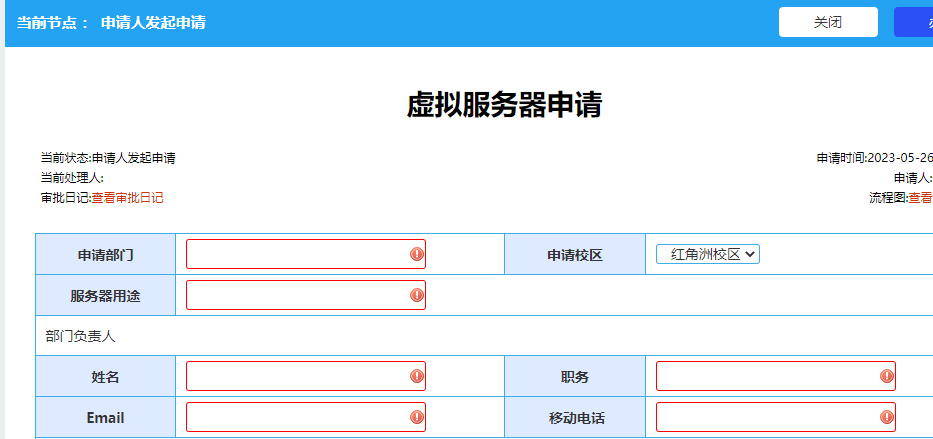 当前节点： 申请人发起申请 关闭
虚拟服务器申请
当前状态:申请人发起申请 申请时间:2023-05-26
当前处理人: 申请人:
审批日记:查看审批日记 流程图:查看
申请部门 申请校区 红角洲校区
服务器用途
部门负责人
姓名 职务
Email 移动电话